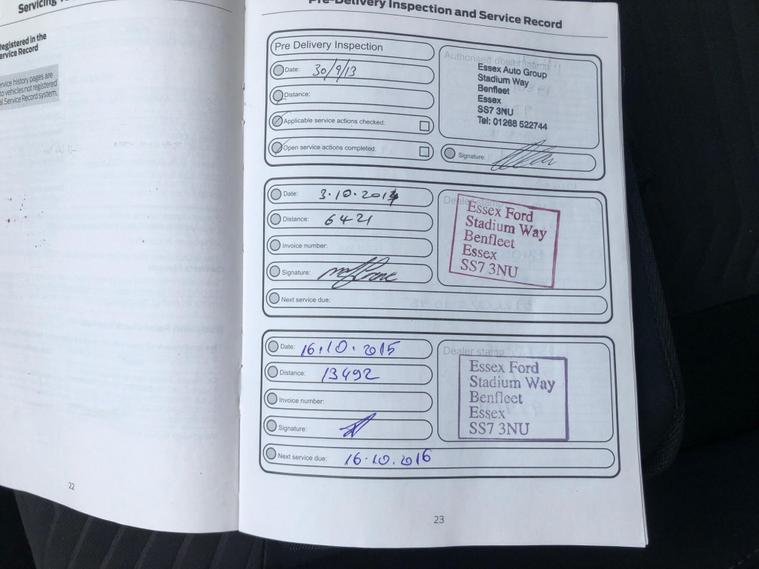 Servicing
Registered in the
Service Record
service history pages are
to vehicles not registered
Service Record system.
22
Pre-Delivery Inspection and Service Record
Pre Delivery Inspection
Date: 30/9/13
Distance:
Applicable service actions checked:
Open service actions completed:
Essex Auto Group
Stadium Way
Benfleet
Essex
SS7 3NU
Tel: 01268 522744
Signature:
Date: 3.10.2014
Distance: 6421
Invoice number:
Signature:
Next service due:
Essex Ford
Stadium Way
Benfleet
Essex
SS7 3NU
Date: 16.10.2015
Distance: 13492
Invoice number:
Signature:
Next service due: 16.10.2016
Dealer stamp
Essex Ford
Stadium Way
Benfleet
Essex
SS7 3NU
23